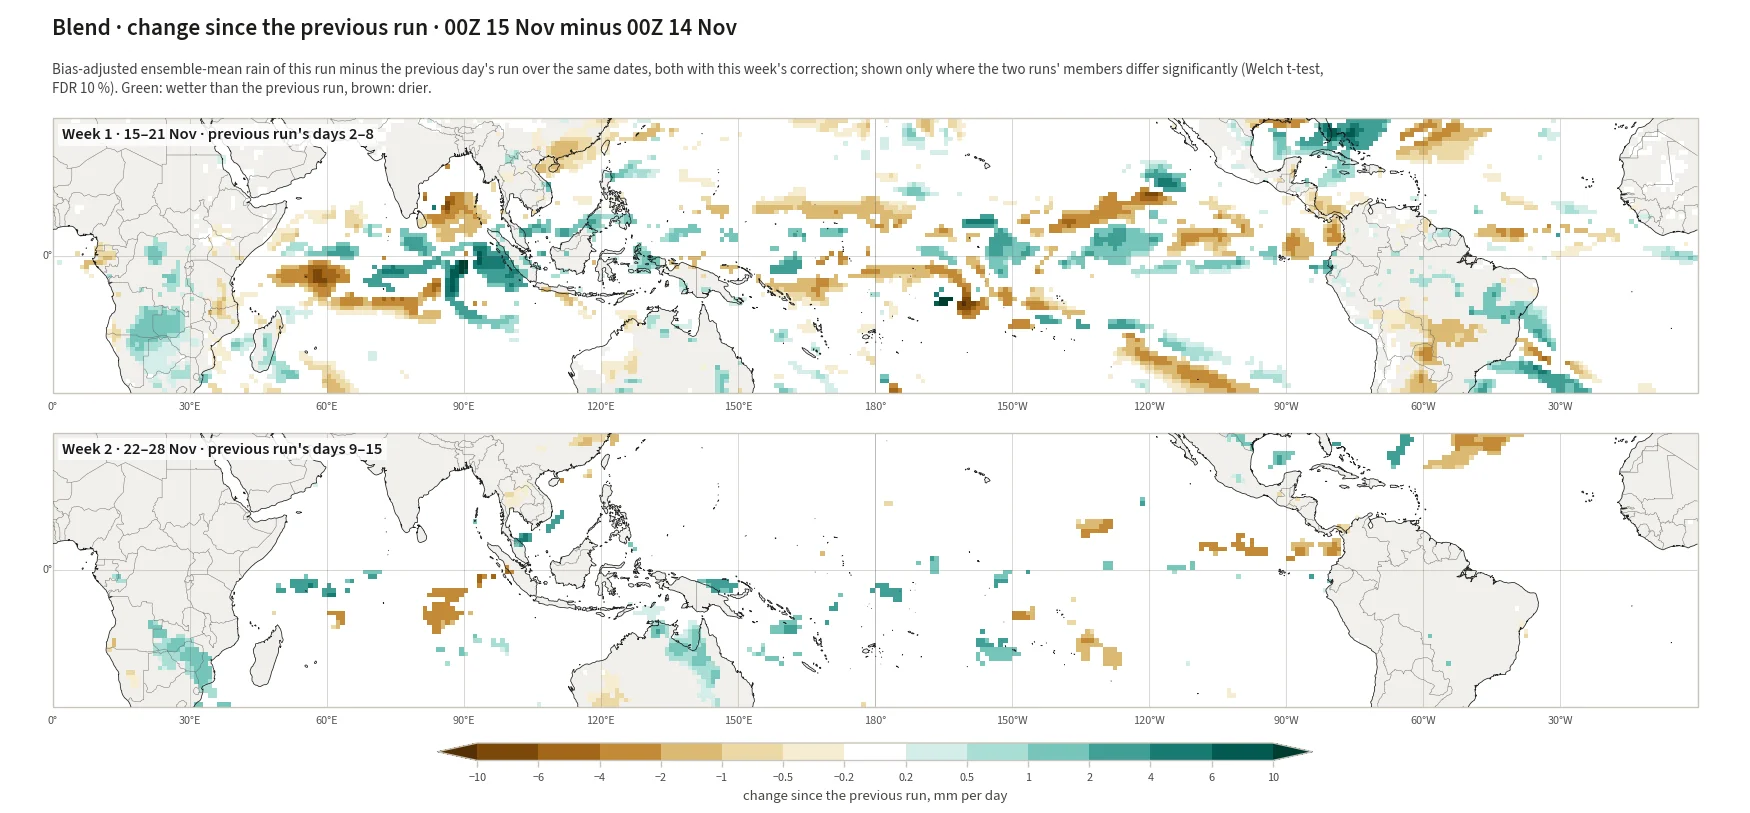 Blend · change since the previous run · 00Z 15 Nov minus 00Z 14 Nov
Bias-adjusted ensemble-mean rain of this run minus the previous day's run over the same dates, both with this week's correction; shown only where the two runs' members differ significantly (Welch t-test,
FDR 10 %). Green: wetter than the previous run, brown: drier.
Week 1 · 15–21 Nov · previous run's days 2–8
0°
0° 30°E 60°E 90°E 120°E 150°E 180° 150°W 120°W 90°W 60°W 30°W
Week 2 · 22–28 Nov · previous run's days 9–15
0°
0° 30°E 60°E 90°E 120°E 150°E 180° 150°W 120°W 90°W 60°W 30°W
−10 −6 −4 −2 −1 −0.5 −0.2 0.2 0.5 1 2 4 6 10
change since the previous run, mm per day